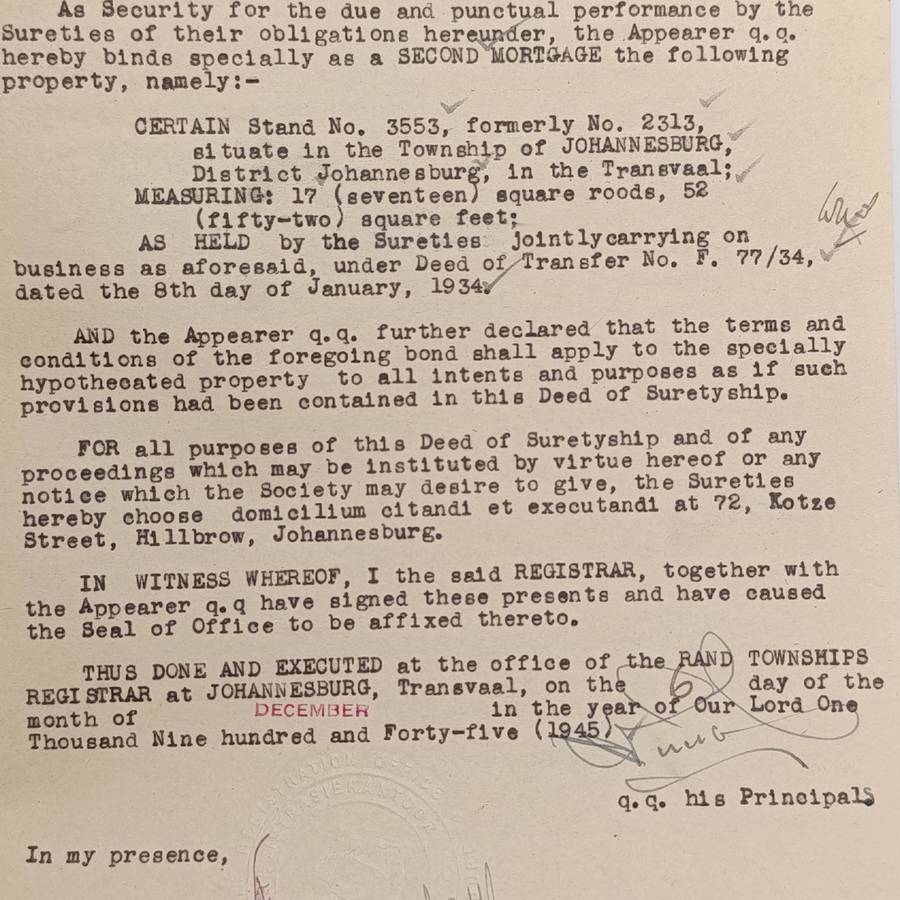 As Security for the due and punctual performance by the
Sureties of their obligations hereunder, the Appearer q.q.
hereby binds specially as a SECOND MORTGAGE the following
property, namely:-
CERTAIN Stand No. 3553, formerly No. 2313,
situate in the Township of JOHANNESBURG,
District Johannesburg, in the Transvaal;
MEASURING: 17 (seventeen) square roods, 52
(fifty-two) square feet;
AS HELD by the Sureties jointlycarrying on
business as aforesaid, under Deed of Transfer No. F. 77/34,
dated the 8th day of January, 1934.
AND the Appearer q.q. further declared that the terms and
conditions of the foregoing bond shall apply to the specially
hypothecated property to all intents and purposes as if such
provisions had been contained in this Deed of Suretyship.
FOR all purposes of this Deed of Suretyship and of any
proceedings which may be instituted by virtue hereof or any
notice which the Society may desire to give, the Sureties
hereby choose domicilium citandi et executandi at 72, Kotze
Street, Hillbrow, Johannesburg.
IN WITNESS WHEREOF, I the said REGISTRAR, together with
the Appearer q.q have signed these presents and have caused
the Seal of Office to be affixed thereto.
THUS DONE AND EXECUTED at the office of the RAND TOWNSHIPS
REGISTRAR at JOHANNESBURG, Transvaal, on the 6 day of the
month of DECEMBER in the year of Our Lord One
Thousand Nine hundred and Forty-five (1945)
q.q. his Principals
In my presence,